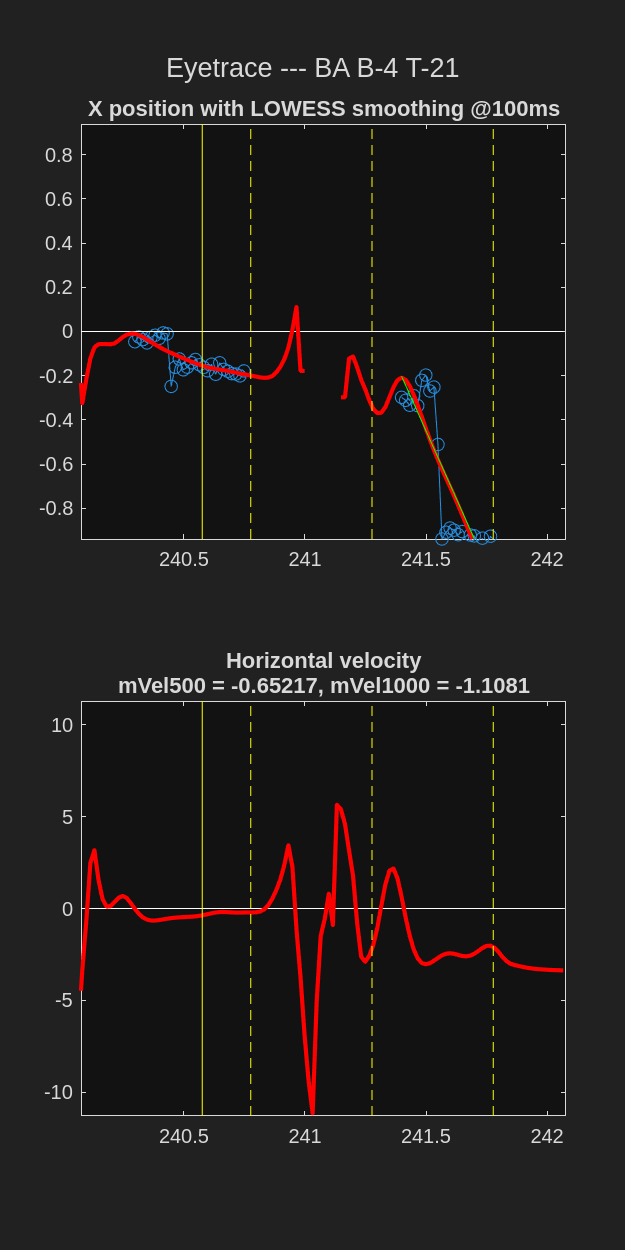 Eyetrace --- BA B-4 T-21
X position with LOWESS smoothing @100ms
0.8
0.6
0.4
0.2
0
-0.2
-0.4
-0.6
-0.8
240.5 241 241.5 242
Horizontal velocity
mVel500 = -0.65217, mVel1000 = -1.1081
10
5
0
-5
-10
240.5 241 241.5 242